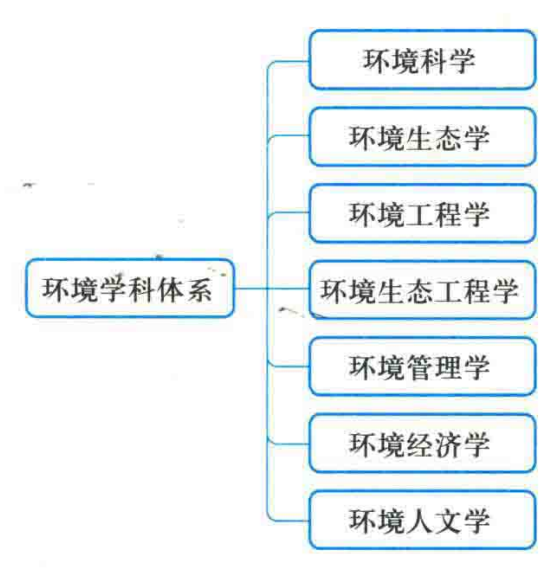 环境科学
环境生态学
环境工程学
环境学科体系
环境生态工程学
环境管理学
环境经济学
环境人文学